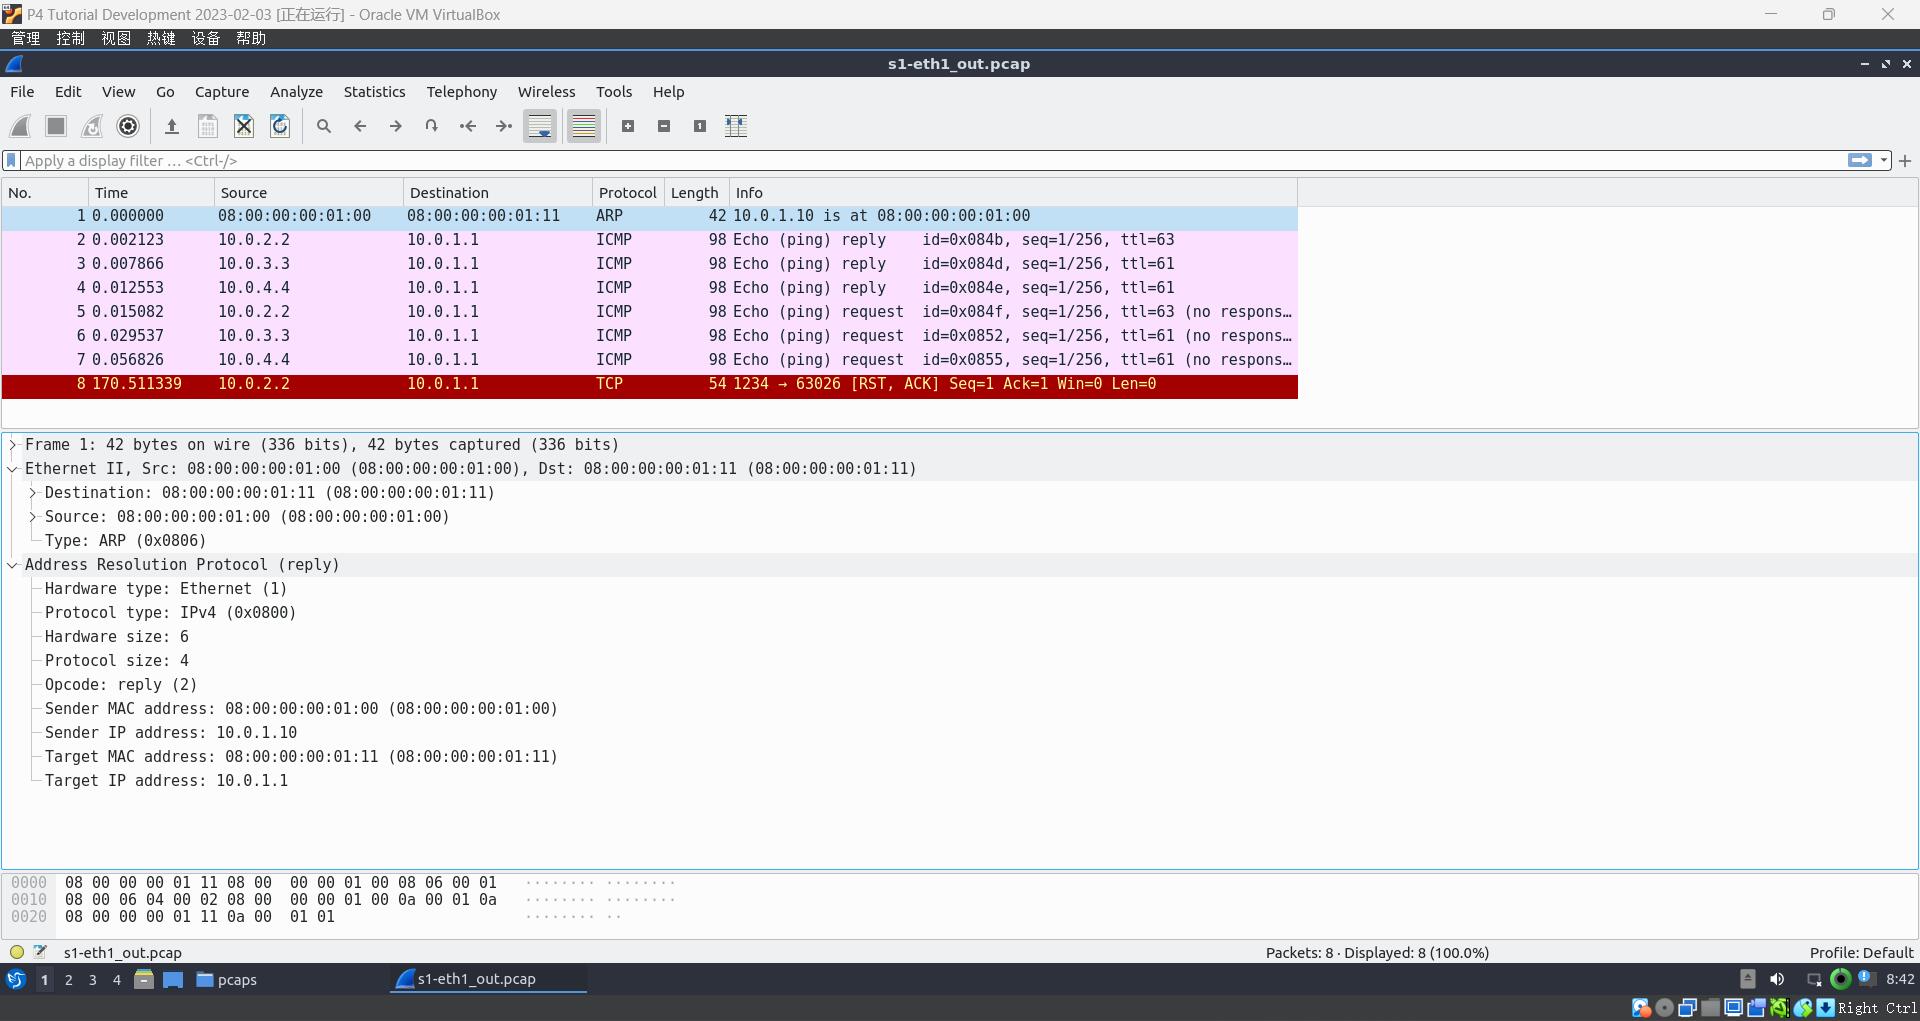 P4 Tutorial Development 2023-02-03 [正在运行] - Oracle VM VirtualBox
管理 控制 视图 热键 设备 帮助
s1-eth1_out.pcap
File Edit View Go Capture Analyze Statistics Telephony Wireless Tools Help
Apply a display filter … <Ctrl-/>
No. Time Source Destination Protocol Length Info
1 0.000000 08:00:00:00:01:00 08:00:00:00:01:11 ARP 42 10.0.1.10 is at 08:00:00:00:01:00
2 0.002123 10.0.2.2 10.0.1.1 ICMP 98 Echo (ping) reply id=0x084b, seq=1/256, ttl=63
3 0.007866 10.0.3.3 10.0.1.1 ICMP 98 Echo (ping) reply id=0x084d, seq=1/256, ttl=61
4 0.012553 10.0.4.4 10.0.1.1 ICMP 98 Echo (ping) reply id=0x084e, seq=1/256, ttl=61
5 0.015082 10.0.2.2 10.0.1.1 ICMP 98 Echo (ping) request id=0x084f, seq=1/256, ttl=63 (no respons…
6 0.029537 10.0.3.3 10.0.1.1 ICMP 98 Echo (ping) request id=0x0852, seq=1/256, ttl=61 (no respons…
7 0.056826 10.0.4.4 10.0.1.1 ICMP 98 Echo (ping) request id=0x0855, seq=1/256, ttl=61 (no respons…
8 170.511339 10.0.2.2 10.0.1.1 TCP 54 1234 → 63026 [RST, ACK] Seq=1 Ack=1 Win=0 Len=0
Frame 1: 42 bytes on wire (336 bits), 42 bytes captured (336 bits)
Ethernet II, Src: 08:00:00:00:01:00 (08:00:00:00:01:00), Dst: 08:00:00:00:01:11 (08:00:00:00:01:11)
Destination: 08:00:00:00:01:11 (08:00:00:00:01:11)
Source: 08:00:00:00:01:00 (08:00:00:00:01:00)
Type: ARP (0x0806)
Address Resolution Protocol (reply)
Hardware type: Ethernet (1)
Protocol type: IPv4 (0x0800)
Hardware size: 6
Protocol size: 4
Opcode: reply (2)
Sender MAC address: 08:00:00:00:01:00 (08:00:00:00:01:00)
Sender IP address: 10.0.1.10
Target MAC address: 08:00:00:00:01:11 (08:00:00:00:01:11)
Target IP address: 10.0.1.1
0000 08 00 00 00 01 11 08 00 00 00 01 00 08 06 00 01 ········ ········
0010 08 00 06 04 00 02 08 00 00 00 01 00 0a 00 01 0a ········ ········
0020 08 00 00 00 01 11 0a 00 01 01 ········ ··
s1-eth1_out.pcap Packets: 8 · Displayed: 8 (100.0%) Profile: Default
1 2 3 4 pcaps s1-eth1_out.pcap 8:42
Right Ctrl